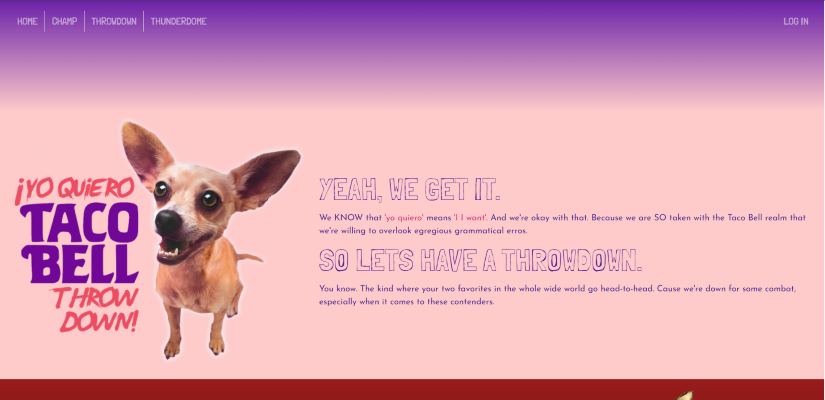 HOME
CHAMP
THROWDOWN
THUNDERDOME
LOG IN
¡YO QUIERO
TACO
BELL
THROW
DOWN!
YEAH, WE GET IT.
We KNOW that 'yo quiero' means 'I I want'. And we're okay with that. Because we are SO taken with the Taco Bell realm that
we're willing to overlook egregious grammatical erros.
SO LETS HAVE A THROWDOWN.
You know. The kind where your two favorites in the whole wide world go head-to-head. Cause we're down for some combat,
especially when it comes to these contenders.